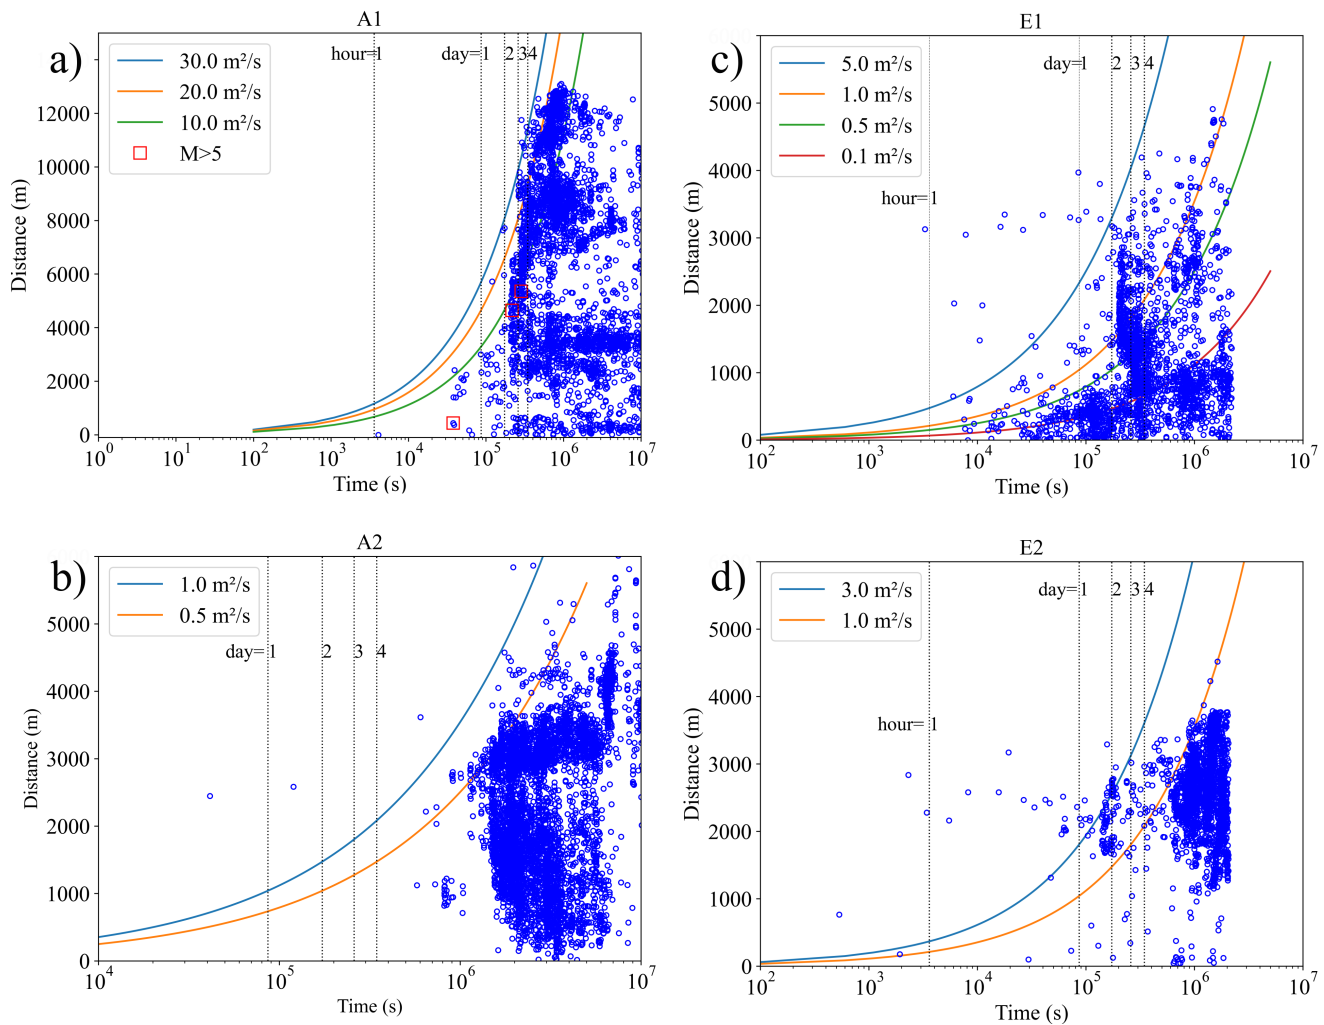 A1
a)
30.0 m²/s
20.0 m²/s
10.0 m²/s
M>5
hour=1
day=1
2
3
4
12000
10000
8000
6000
4000
2000
0
Distance (m)
10⁰
10¹
10²
10³
10⁴
10⁵
10⁶
10⁷
Time (s)
E1
c)
5.0 m²/s
1.0 m²/s
0.5 m²/s
0.1 m²/s
day=1
2
3
4
hour=1
5000
4000
3000
2000
1000
0
Distance (m)
10²
10³
10⁴
10⁵
10⁶
10⁷
Time (s)
A2
b)
1.0 m²/s
0.5 m²/s
day= 1
2
3
4
5000
4000
3000
2000
1000
0
Distance (m)
10⁴
10⁵
10⁶
10⁷
Time (s)
E2
d)
3.0 m²/s
1.0 m²/s
day= 1
2
3
4
hour= 1
5000
4000
3000
2000
1000
0
Distance (m)
10²
10³
10⁴
10⁵
10⁶
10⁷
Time (s)